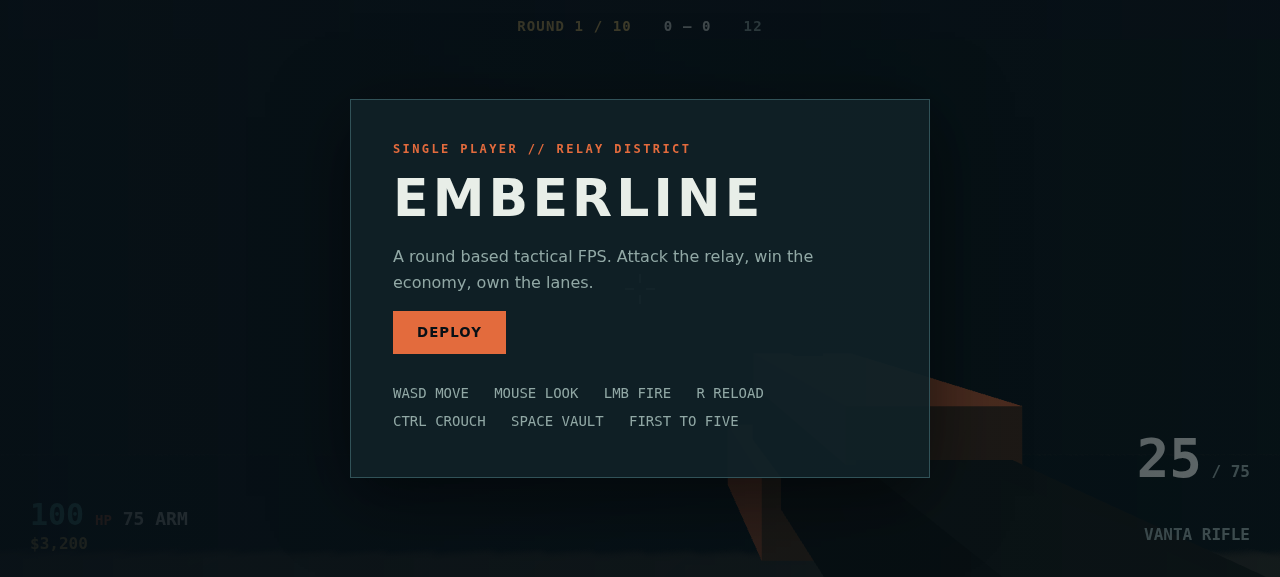 ROUND 1 / 10 0 — 0 12
SINGLE PLAYER // RELAY DISTRICT
EMBERLINE
A round based tactical FPS. Attack the relay, win the
economy, own the lanes.
DEPLOY
WASD MOVE MOUSE LOOK LMB FIRE R RELOAD
CTRL CROUCH SPACE VAULT FIRST TO FIVE
25 / 75
100 HP 75 ARM
$3,200
VANTA RIFLE